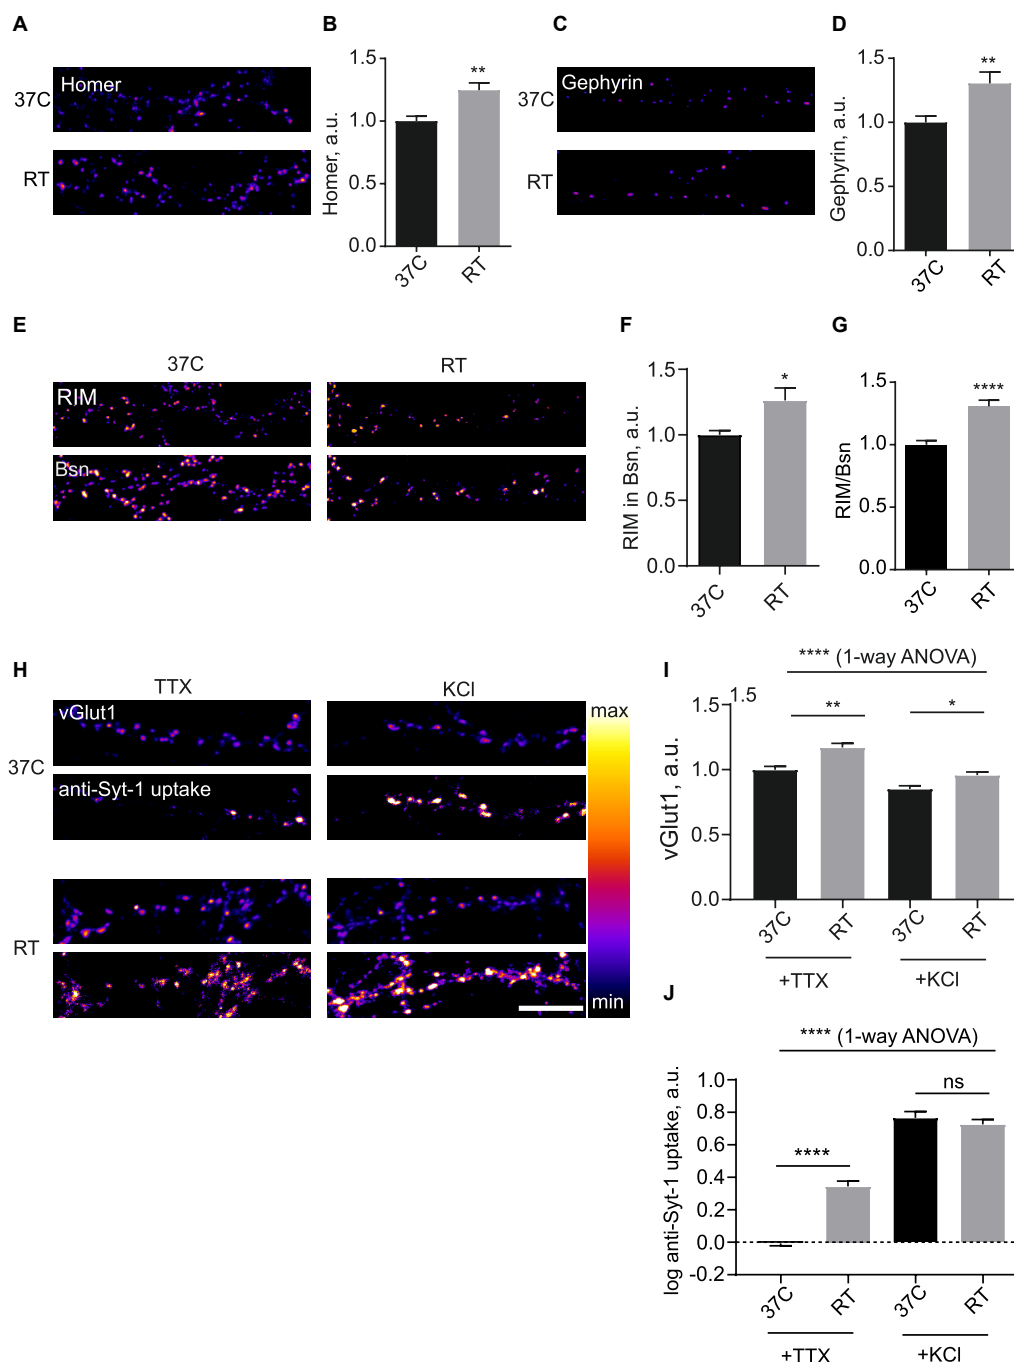 A
B
C
D
Homer
37C
RT
Homer, a.u.
1.5
1.0
0.5
0.0
**
37C
RT
Gephyrin
37C
RT
Gephyrin, a.u.
1.5
1.0
0.5
0.0
**
37C
RT
E
F
G
37C
RT
RIM
Bsn
RIM in Bsn, a.u.
1.5
1.0
0.5
0.0
*
37C
RT
RIM/Bsn
1.5
1.0
0.5
0.0
****
37C
RT
H
TTX
KCl
37C
vGlut1
anti-Syt-1 uptake
RT
max
min
I
**** (1-way ANOVA)
1.5
vGlut1, a.u.
1.5
1.0
0.5
0.0
**
*
37C
RT
37C
RT
+TTX
+KCl
J
**** (1-way ANOVA)
log anti-Syt-1 uptake, a.u.
1.0
0.8
0.6
0.4
0.2
0.0
-0.2
****
ns
37C
RT
37C
RT
+TTX
+KCl